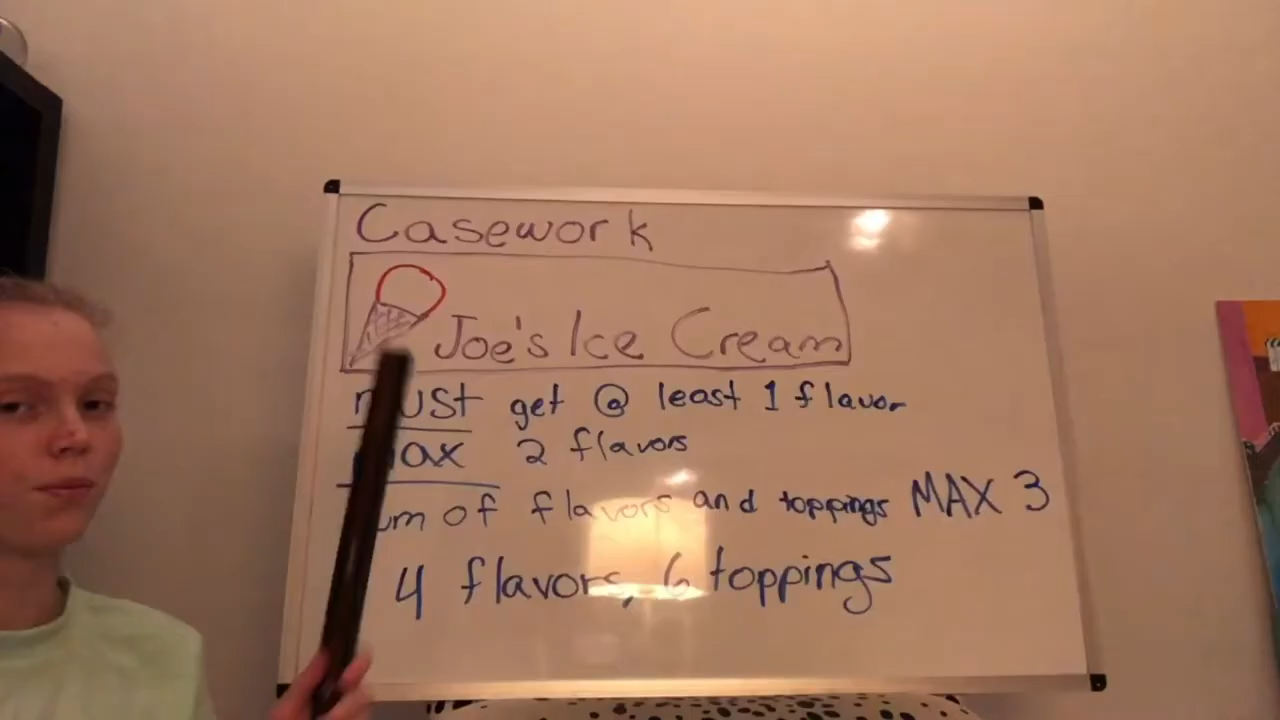 Casework
Joe's Ice Cream
must get @ least 1 flavor
max 2 flavors
sum of flavors and toppings MAX 3
4 flavors, 6 toppings